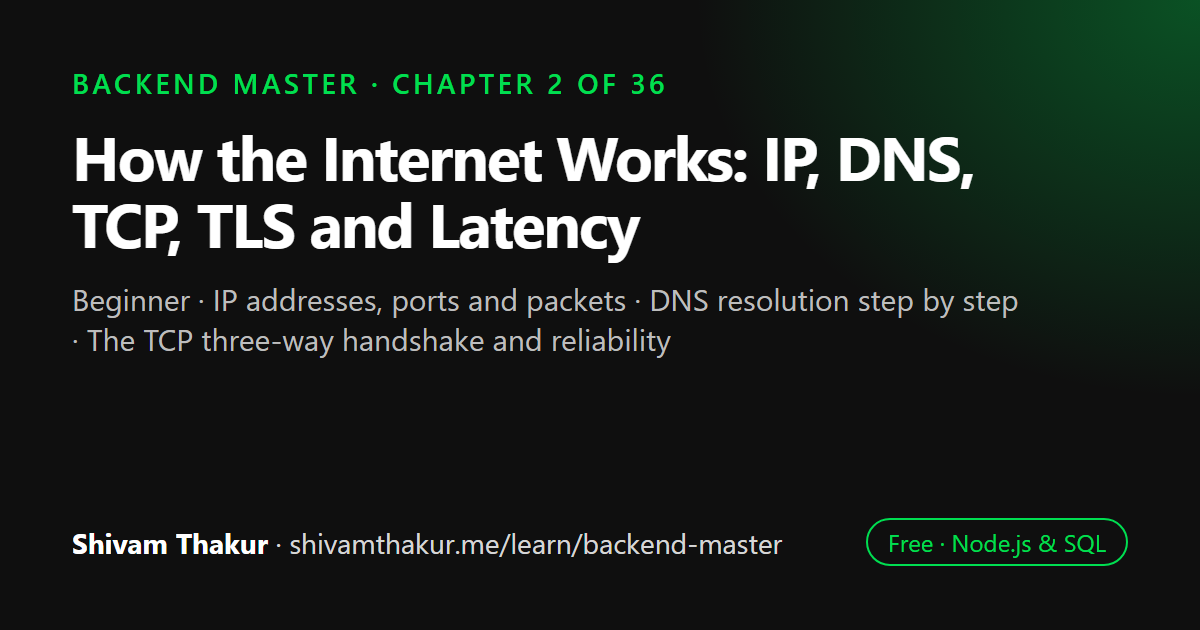 BACKEND MASTER · CHAPTER 2 OF 36
How the Internet Works: IP, DNS,
TCP, TLS and Latency
Beginner · IP addresses, ports and packets · DNS resolution step by step
· The TCP three-way handshake and reliability
Shivam Thakur · shivamthakur.me/learn/backend-master
Free · Node.js & SQL